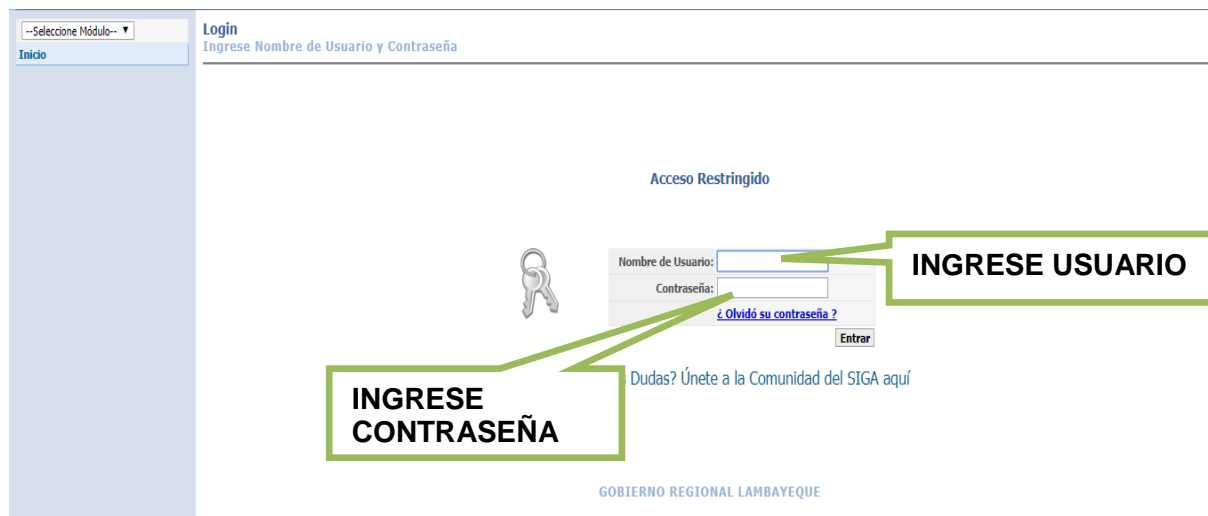 --Seleccione Módulo-- ▼
Inicio
Login
Ingrese Nombre de Usuario y Contraseña
Acceso Restringido
Nombre de Usuario:
INGRESE USUARIO
Contraseña:
¿ Olvidó su contraseña ?
Entrar
Dudas? Únete a la Comunidad del SIGA aquí
INGRESE
CONTRASEÑA
GOBIERNO REGIONAL LAMBAYEQUE